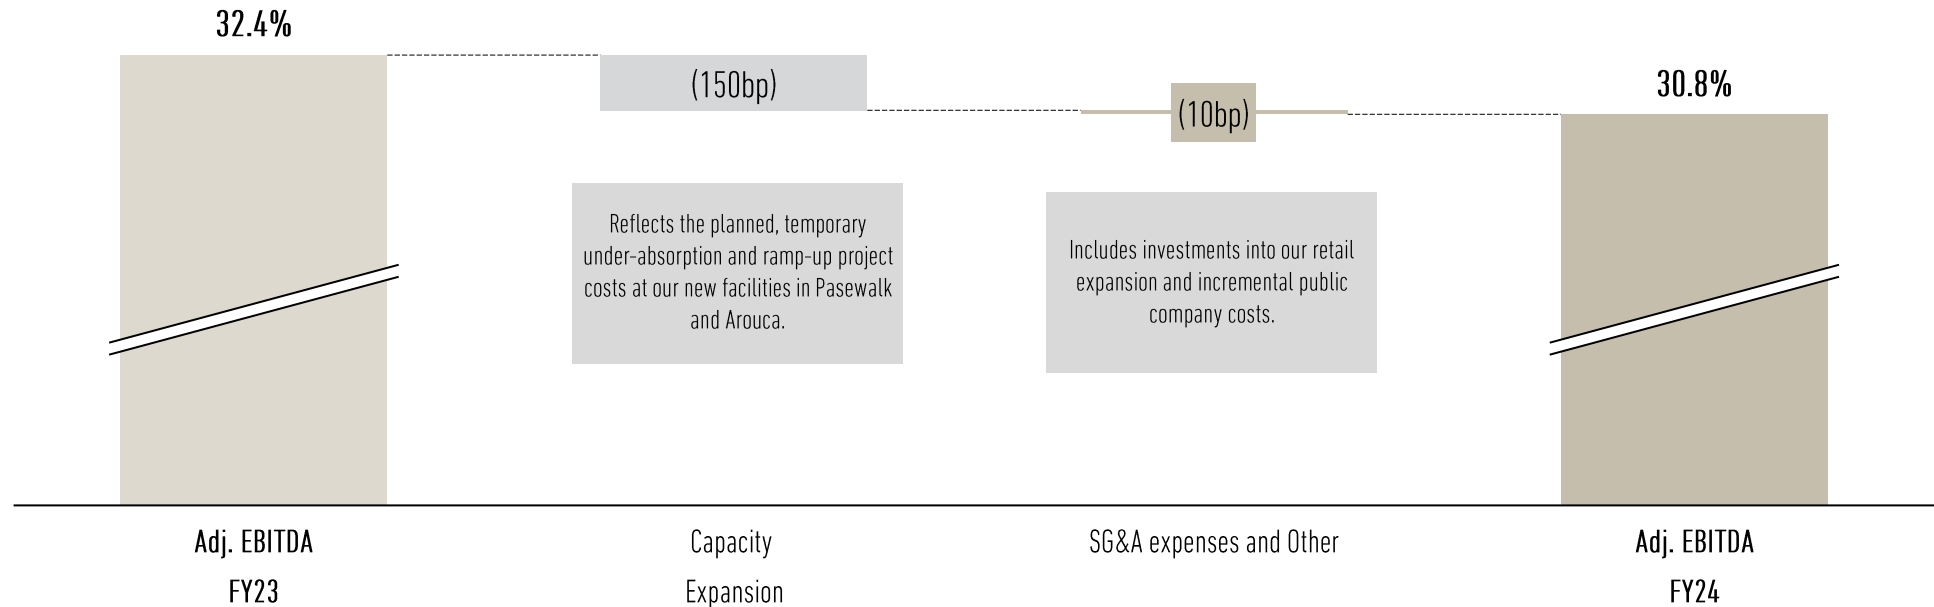 32.4%
(150bp)
(10bp)
30.8%
Reflects the planned, temporary
under-absorption and ramp-up project
costs at our new facilities in Pasewalk
and Arouca.
Includes investments into our retail
expansion and incremental public
company costs.
Adj. EBITDA
FY23
Capacity
Expansion
SG&A expenses and Other
Adj. EBITDA
FY24